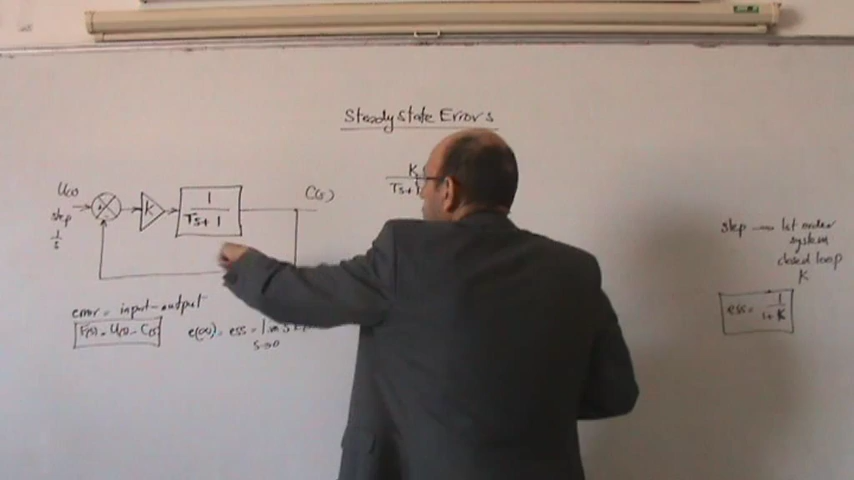 Steady State Errors
U(s)
step
1/s
K
1
Ts+1
C(s)
K
Ts+1
error = input-output
E(s) = U(s) - C(s)
e(∞) = ess = lim S
s→0
step → 1st order
system
closed loop
K
ess = 1/1+K